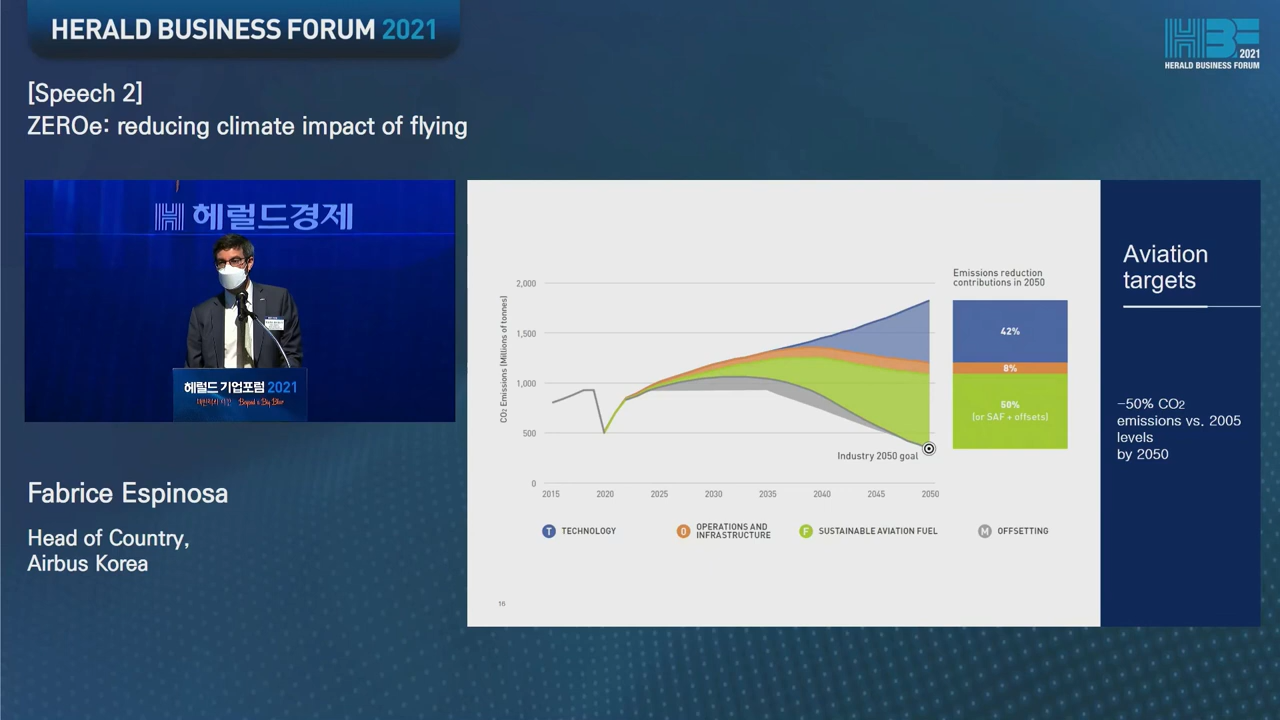 HERALD BUSINESS FORUM 2021
HBF 2021
HERALD BUSINESS FORUM
[Speech 2]
ZEROe: reducing climate impact of flying
헤럴드경제
헤럴드 기업포럼 2021
Fabrice Espinosa
Head of Country,
Airbus Korea
Emissions reduction
contributions in 2050
CO2 Emissions (Millions of tonnes)
2,000
1,500
1,000
500
0
2015 2020 2025 2030 2035 2040 2045 2050
Industry 2050 goal
42%
8%
50%
(or SAF + offsets)
T TECHNOLOGY
O OPERATIONS AND
INFRASTRUCTURE
F SUSTAINABLE AVIATION FUEL
M OFFSETTING
16
Aviation
targets
-50% CO2
emissions vs. 2005
levels
by 2050